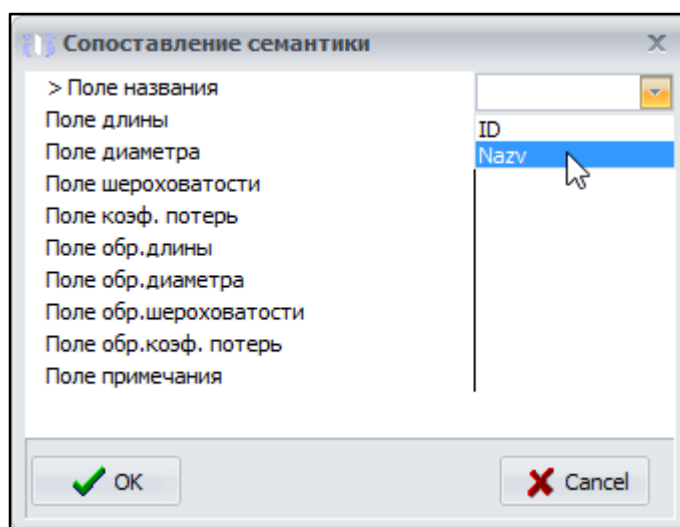 Сопоставление семантики
> Поле названия
Поле длины
ID
Поле диаметра
Nazv
Поле шероховатости
Поле коэф. потерь
Поле обр.длины
Поле обр.диаметра
Поле обр.шероховатости
Поле обр.коэф. потерь
Поле примечания
OK
Cancel